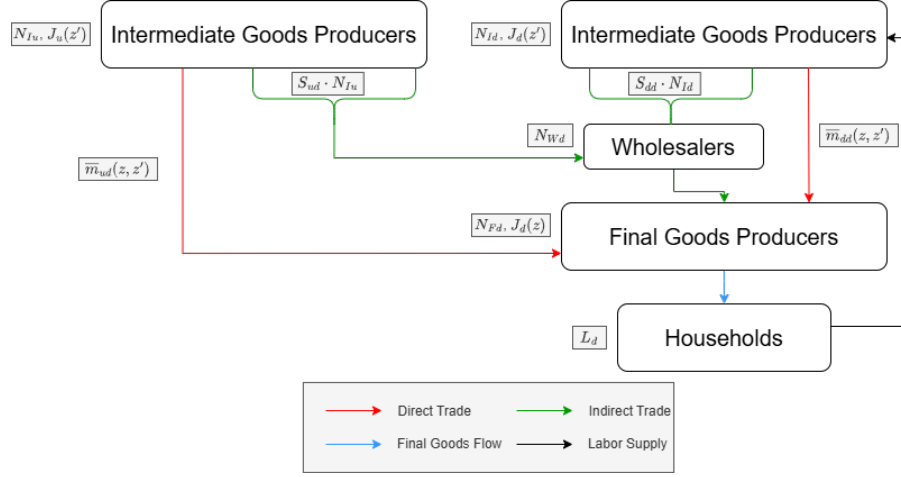 $N_{Iu}, J_u(z')$
Intermediate Goods Producers
$N_{Id}, J_d(z')$
Intermediate Goods Producers
$S_{ud} \cdot N_{Iu}$
$S_{dd} \cdot N_{Id}$
$N_{Wd}$
Wholesalers
$\overline{m}_{dd}(z, z')$
$\overline{m}_{ud}(z, z')$
$N_{Fd}, J_d(z)$
Final Goods Producers
$L_d$
Households
Direct Trade
Indirect Trade
Final Goods Flow
Labor Supply